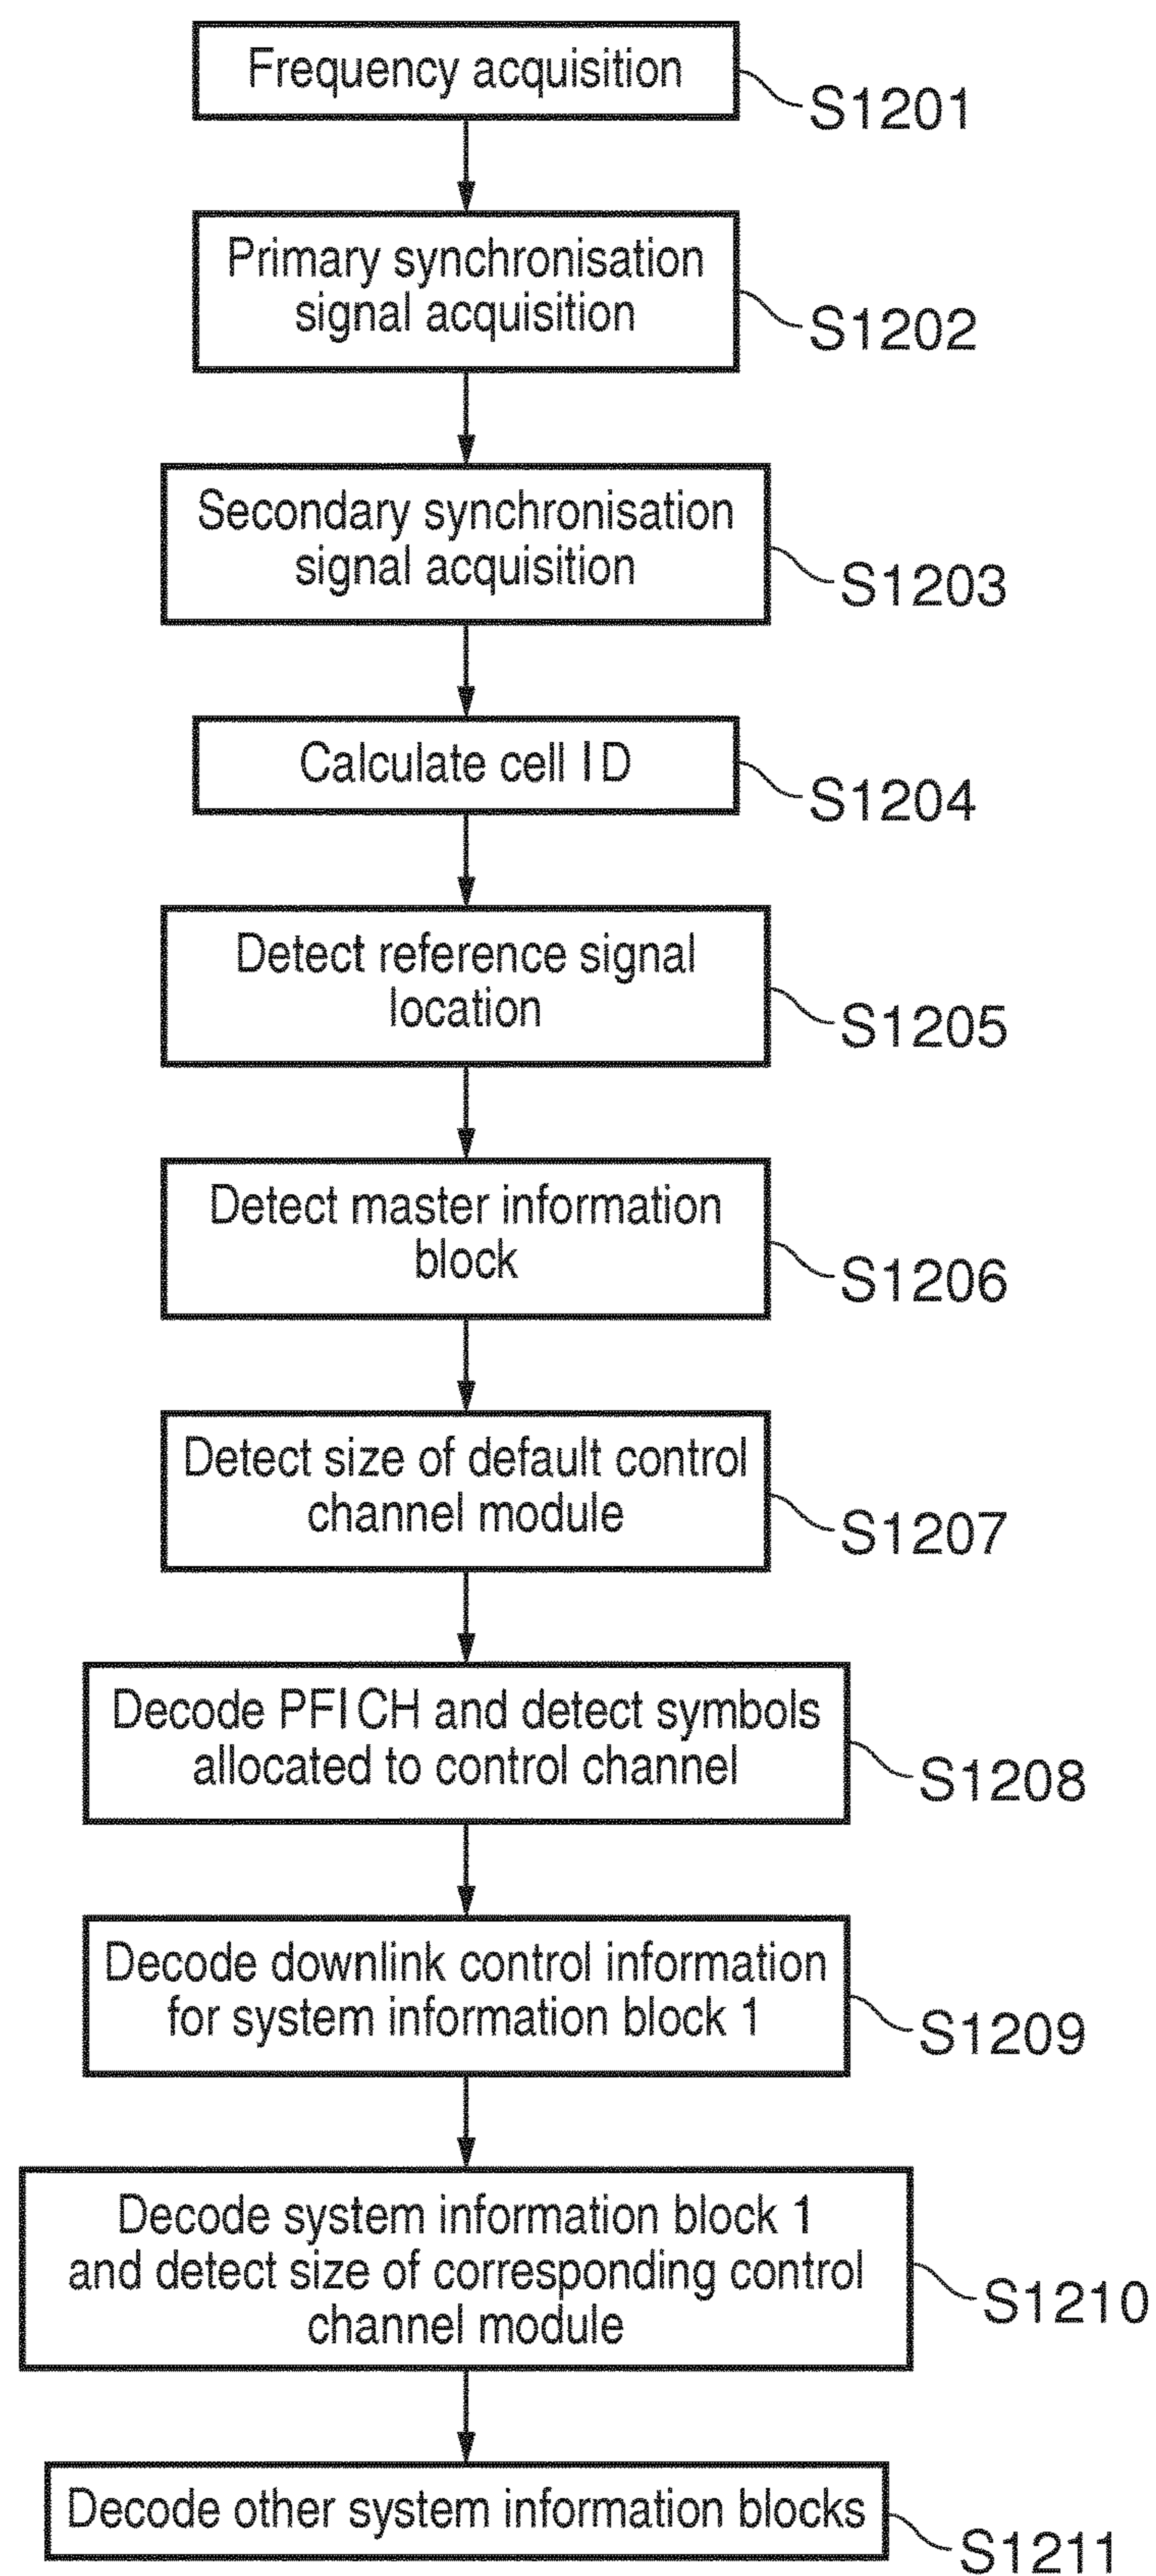 Frequency acquisition
S1201
Primary synchronisation
signal acquisition
S1202
Secondary synchronisation
signal acquisition
S1203
Calculate cell ID
S1204
Detect reference signal
location
S1205
Detect master information
block
S1206
Detect size of default control
channel module
S1207
Decode PFICH and detect symbols
allocated to control channel
S1208
Decode downlink control information
for system information block 1
S1209
Decode system information block 1
and detect size of corresponding control
channel module
S1210
Decode other system information blocks
S1211